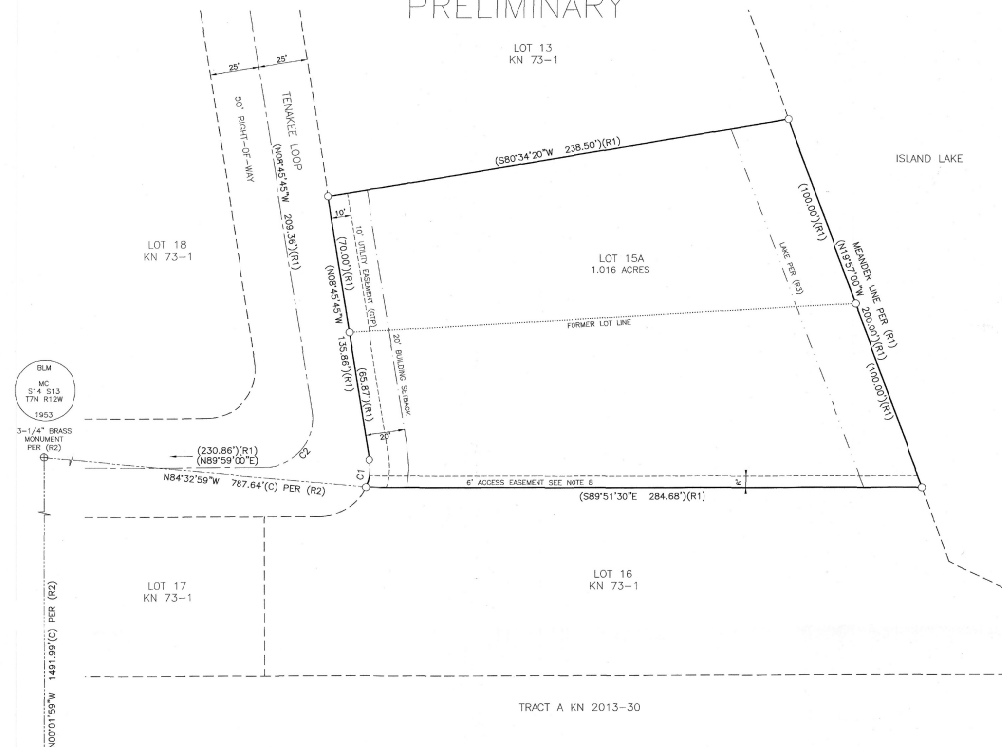 PRELIMINARY
LOT 13
KN 73-1
25'
25'
50' RIGHT-OF-WAY
TENAKEE LOOP
(N08°45'45"W 209.36')(R1)
(S80°34'20"W 238.50')(R1)
ISLAND LAKE
LOT 18
KN 73-1
10'
10' UTILITY EASEMENT (GTP)
(70.00')(R1)
(N08°45'45"W 135.86')(R1)
(65.87')(R1)
20' BUILDING SETBACK
20'
LOT 15A
1.016 ACRES
LAKE PER (R3)
(100.00')(R1)
MEANDER LINE PER (R1)
(N19°57'00"W 200.00')(R1)
(100.00')(R1)
FORMER LOT LINE
BLM
MC
S 4 S13
T7N R12W
1953
3-1/4" BRASS
MONUMENT
PER (R2)
(230.86')(R1)
(N89°59'00"E)
C2
C1
N84°32'59"W 787.64'(C) PER (R2)
6' ACCESS EASEMENT SEE NOTE 8
(S89°51'30"E 284.68')(R1)
LOT 17
KN 73-1
LOT 16
KN 73-1
N00°01'59"W 1491.99'(C) PER (R2)
TRACT A KN 2013-30